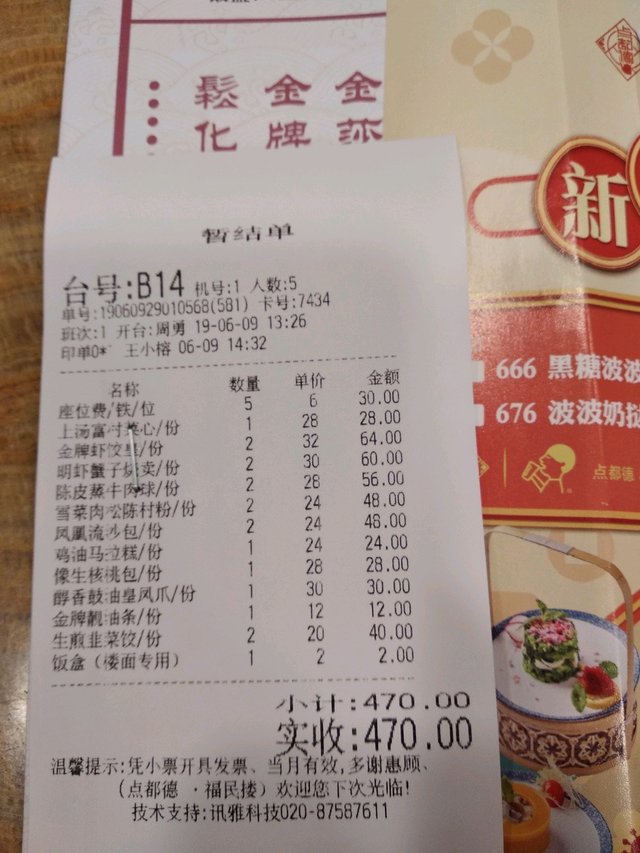 鬆 金 金
化 牌 莎
点都德
新
暂结单
台号:B14 机号:1 人数:5
单号:19060929010568(581) 卡号:7434
班次:1 开台:周勇 19-06-09 13:26
印单0* 王小榕 06-09 14:32
名称 数量 单价 金额
座位费/铁/位 5 6 30.00
上汤富村菜心/份 1 28 28.00
金牌虾饺皇/份 2 32 64.00
明虾蟹子烧卖/份 2 30 60.00
陈皮蒸牛肉球/份 2 28 56.00
雪菜肉松陈村粉/份 2 24 48.00
凤凰流沙包/份 2 24 48.00
鸡油马拉糕/份 1 24 24.00
像生核桃包/份 1 28 28.00
醇香鼓油皇凤爪/份 1 30 30.00
金牌靓油条/份 1 12 12.00
生煎韭菜饺/份 2 20 40.00
饭盒（楼面专用） 1 2 2.00
小计:470.00
实收:470.00
温馨提示:凭小票开具发票、当月有效,多谢惠顾、
(点都德 ·福民搂) 欢迎您下次光临!
技术支持:讯雅科技020-87587611
666 黑糖波波
676 波波奶
点都德